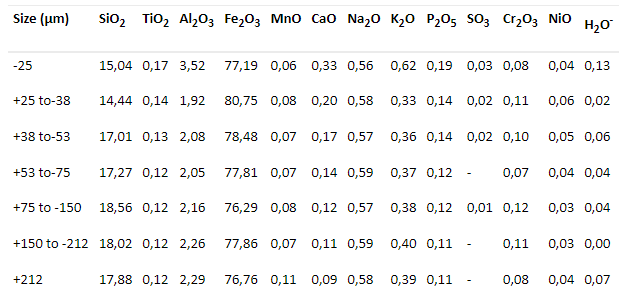 Size (µm) SiO₂ TiO₂ Al₂O₃ Fe₂O₃ MnO CaO Na₂O K₂O P₂O₅ SO₃ Cr₂O₃ NiO H₂O⁻
-25 15,04 0,17 3,52 77,19 0,06 0,33 0,56 0,62 0,19 0,03 0,08 0,04 0,13
+25 to-38 14,44 0,14 1,92 80,75 0,08 0,20 0,58 0,33 0,14 0,02 0,11 0,06 0,02
+38 to-53 17,01 0,13 2,08 78,48 0,07 0,17 0,57 0,36 0,14 0,02 0,10 0,05 0,06
+53 to-75 17,27 0,12 2,05 77,81 0,07 0,14 0,59 0,37 0,12 - 0,07 0,04 0,04
+75 to -150 18,56 0,12 2,16 76,29 0,08 0,12 0,57 0,38 0,12 0,01 0,12 0,03 0,04
+150 to -212 18,02 0,12 2,26 77,86 0,07 0,11 0,59 0,40 0,11 - 0,11 0,03 0,00
+212 17,88 0,12 2,29 76,76 0,11 0,09 0,58 0,39 0,11 - 0,08 0,04 0,07